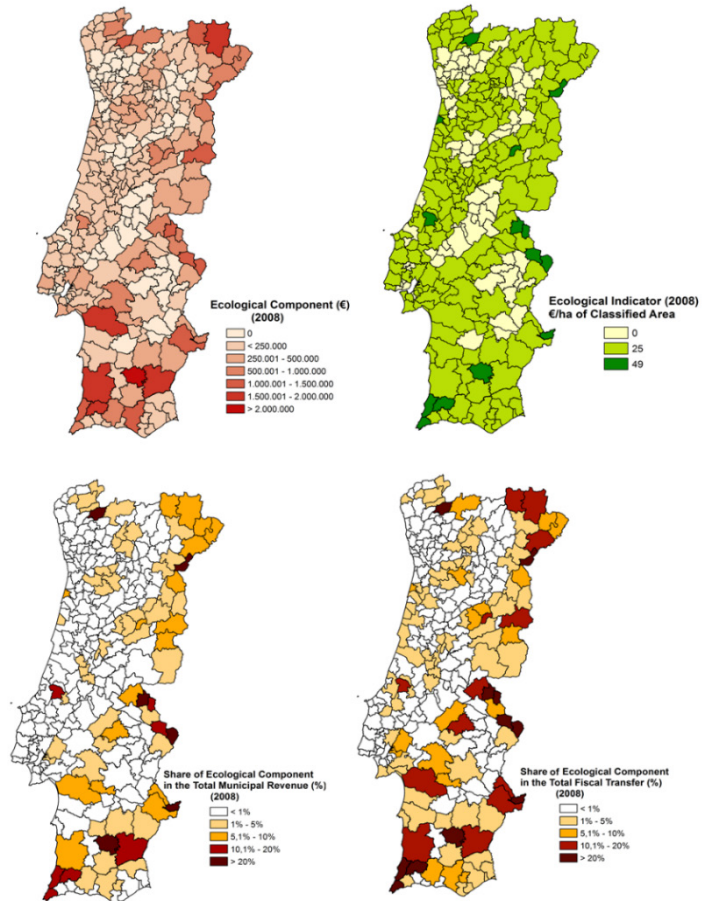 Ecological Component (€)
(2008)
0
< 250.000
250.001 - 500.000
500.001 - 1.000.000
1.000.001 - 1.500.000
1.500.001 - 2.000.000
> 2.000.000
Ecological Indicator (2008)
€/ha of Classified Area
0
25
49
Share of Ecological Component
in the Total Municipal Revenue (%)
(2008)
< 1%
1% - 5%
5,1% - 10%
10,1% - 20%
> 20%
Share of Ecological Component
in the Total Fiscal Transfer (%)
(2008)
< 1%
1% - 5%
5,1% - 10%
10,1% - 20%
> 20%